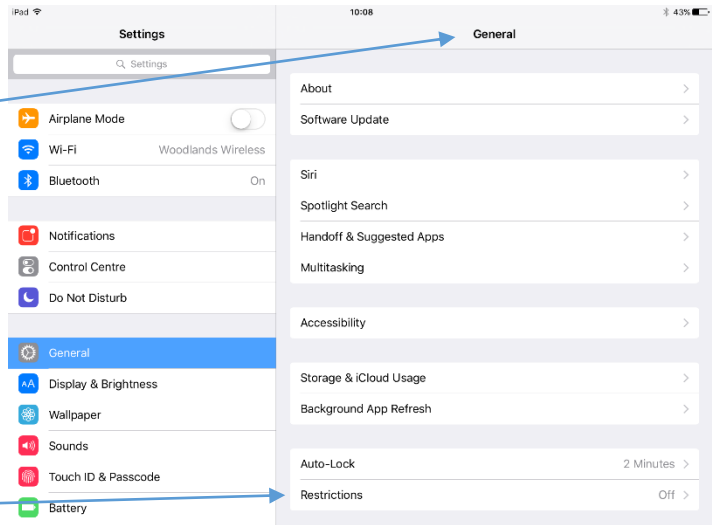 iPad 10:08 43%
Settings
General
Settings
Airplane Mode
Wi-Fi Woodlands Wireless
Bluetooth On
Notifications
Control Centre
Do Not Disturb
General
AA Display & Brightness
Wallpaper
Sounds
Touch ID & Passcode
Battery
About
Software Update
Siri
Spotlight Search
Handoff & Suggested Apps
Multitasking
Accessibility
Storage & iCloud Usage
Background App Refresh
Auto-Lock 2 Minutes
Restrictions Off